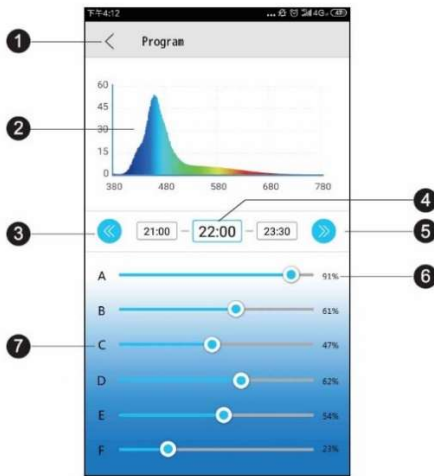 下午4:12 ... 4G
1 < Program
60
45
2 30
15
0
380 480 580 680 780
4
3 21:00 – 22:00 – 23:30 5
A 91% 6
B 61%
7 C 47%
D 62%
E 54%
F 23%